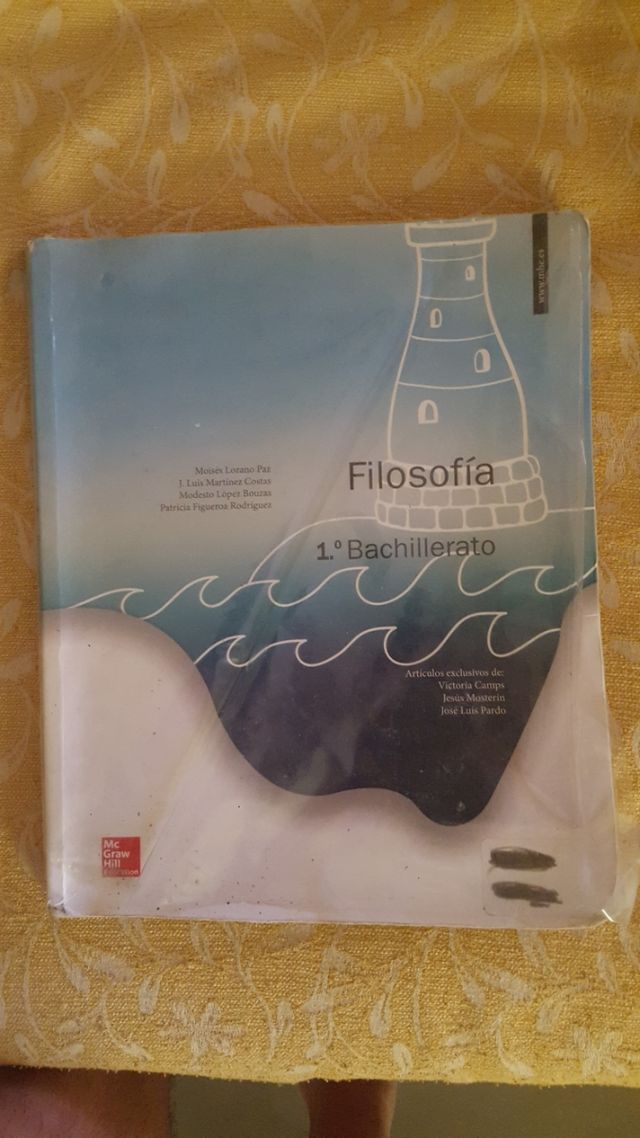 www.mhe.es
Moisés Lozano Paz
J. Luis Martínez Costas
Modesto López Bouzas
Patricia Figueroa Rodríguez
Filosofía
1.º Bachillerato
Artículos exclusivos de:
Victoria Camps
Jesús Mosterín
José Luis Pardo
Mc
Graw
Hill
Education